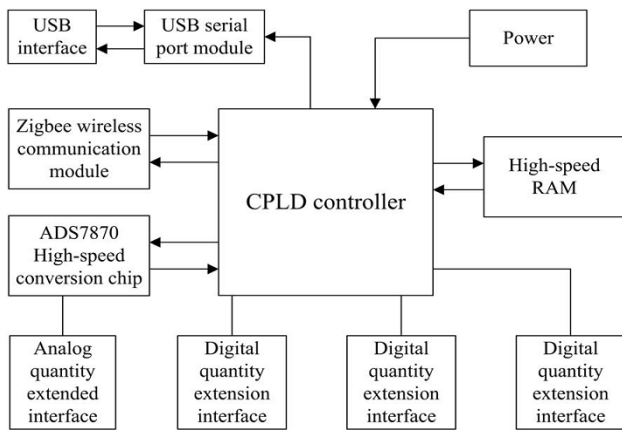 USB
interface
USB serial
port module
Power
Zigbee wireless
communication
module
CPLD controller
High-speed
RAM
ADS7870
High-speed
conversion chip
Analog
quantity
extended
interface
Digital
quantity
extension
interface
Digital
quantity
extension
interface
Digital
quantity
extension
interface